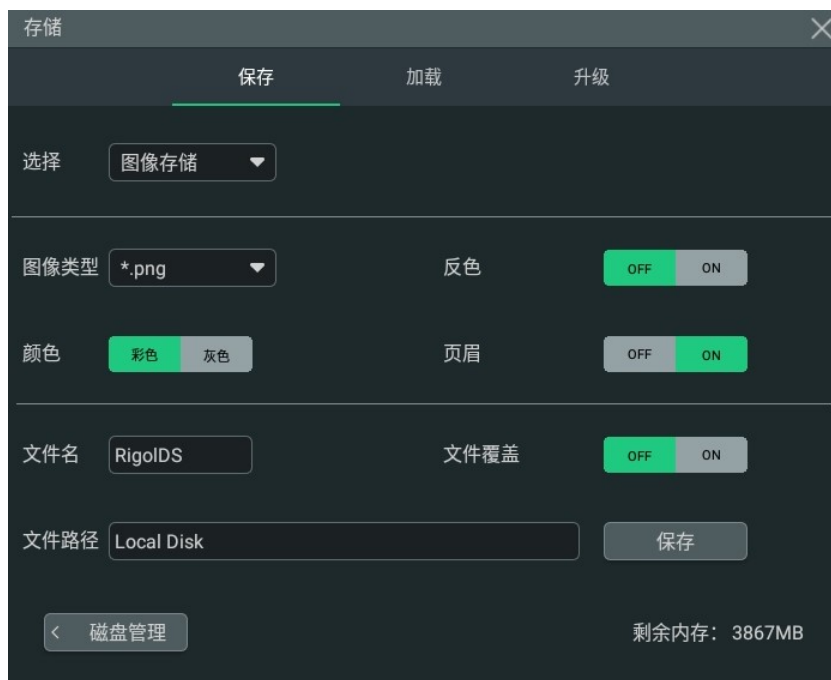 存储
保存 加载 升级
选择 图像存储
图像类型 *.png 反色 OFF ON
颜色 彩色 灰色 页眉 OFF ON
文件名 RigolDS 文件覆盖 OFF ON
文件路径 Local Disk 保存
< 磁盘管理 剩余内存： 3867MB